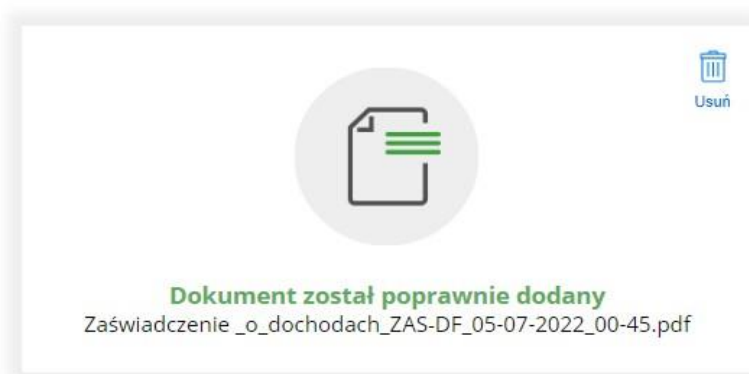 Usuń
Dokument został poprawnie dodany
Zaświadczenie _o_dochodach_ZAS-DF_05-07-2022_00-45.pdf